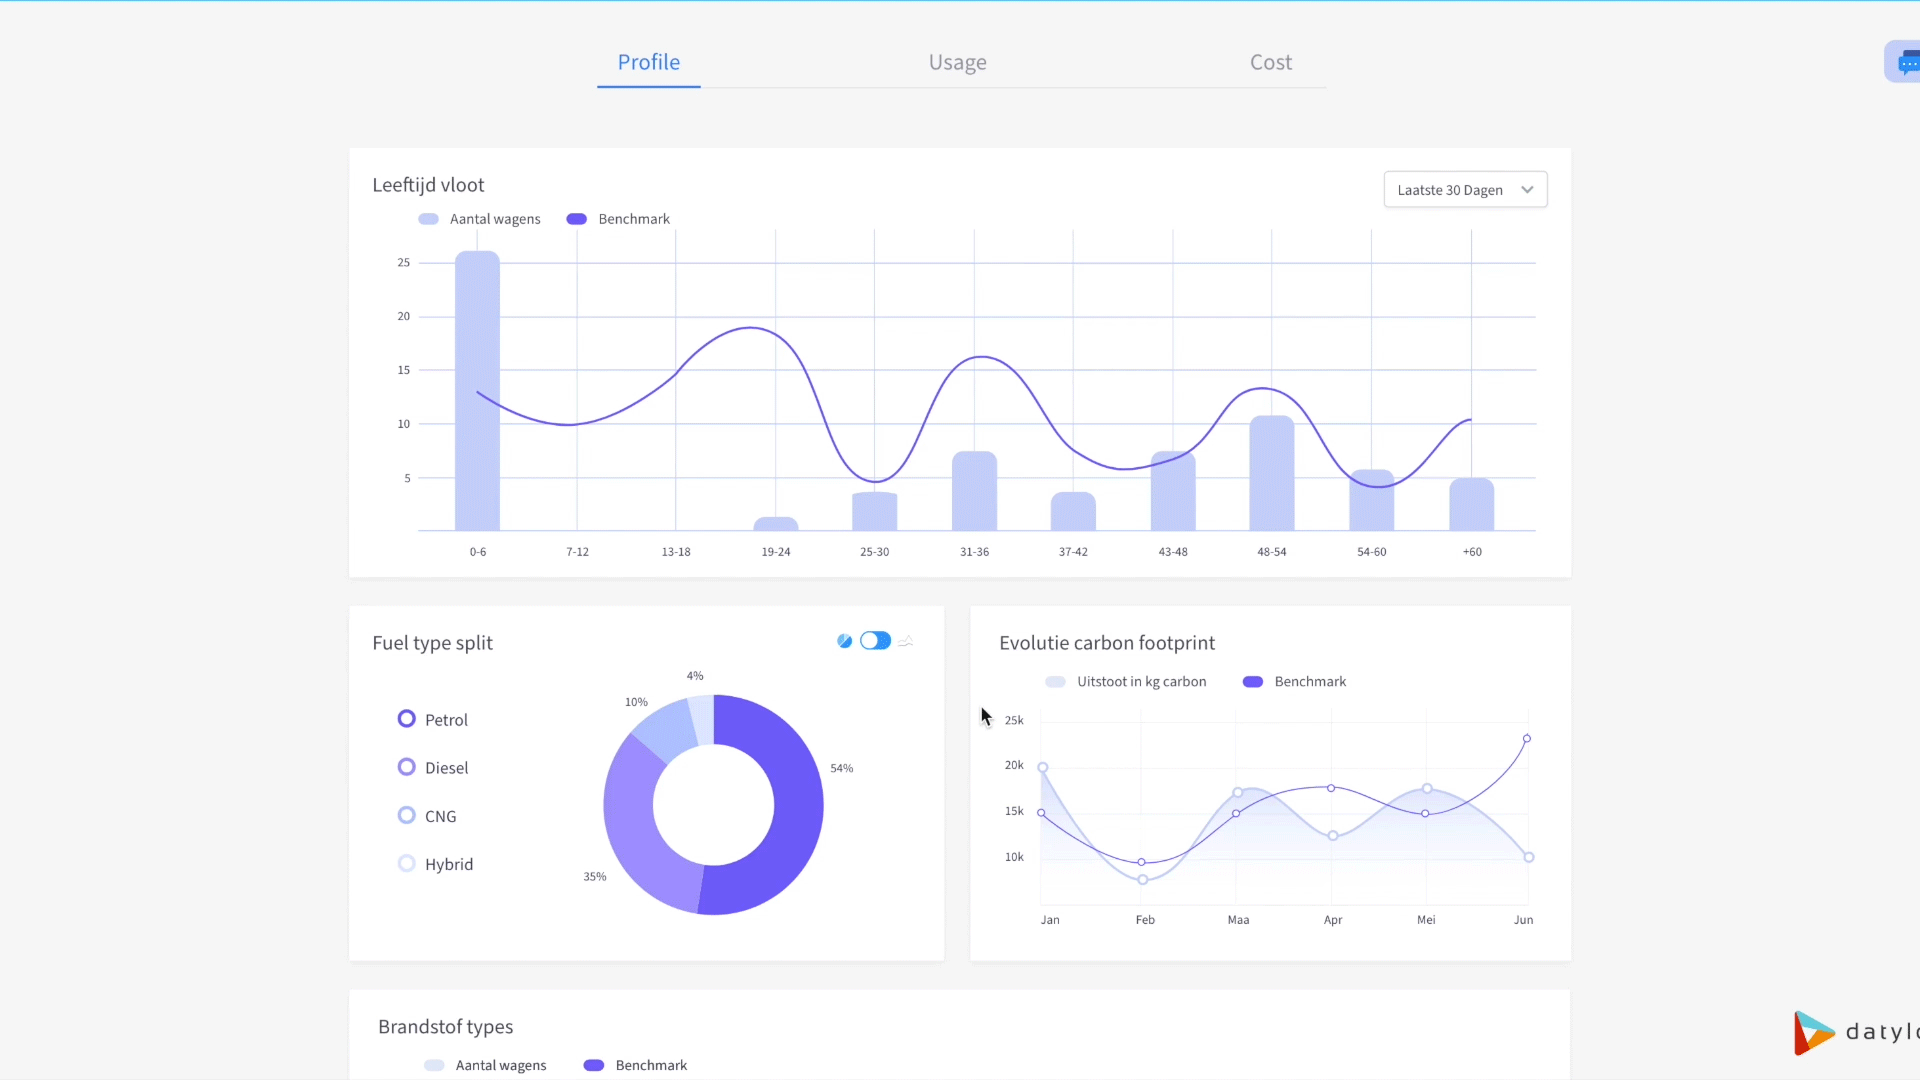 Profile Usage Cost
Leeftijd vloot
Laatste 30 Dagen
Aantal wagens Benchmark
25
20
15
10
5
0-6 7-12 13-18 19-24 25-30 31-36 37-42 43-48 48-54 54-60 +60
Fuel type split
4%
10%
Petrol
Diesel
54%
CNG
Hybrid
35%
Evolutie carbon footprint
Uitstoot in kg carbon Benchmark
25k
20k
15k
10k
Jan Feb Maa Apr Mei Jun
Brandstof types
Aantal wagens Benchmark